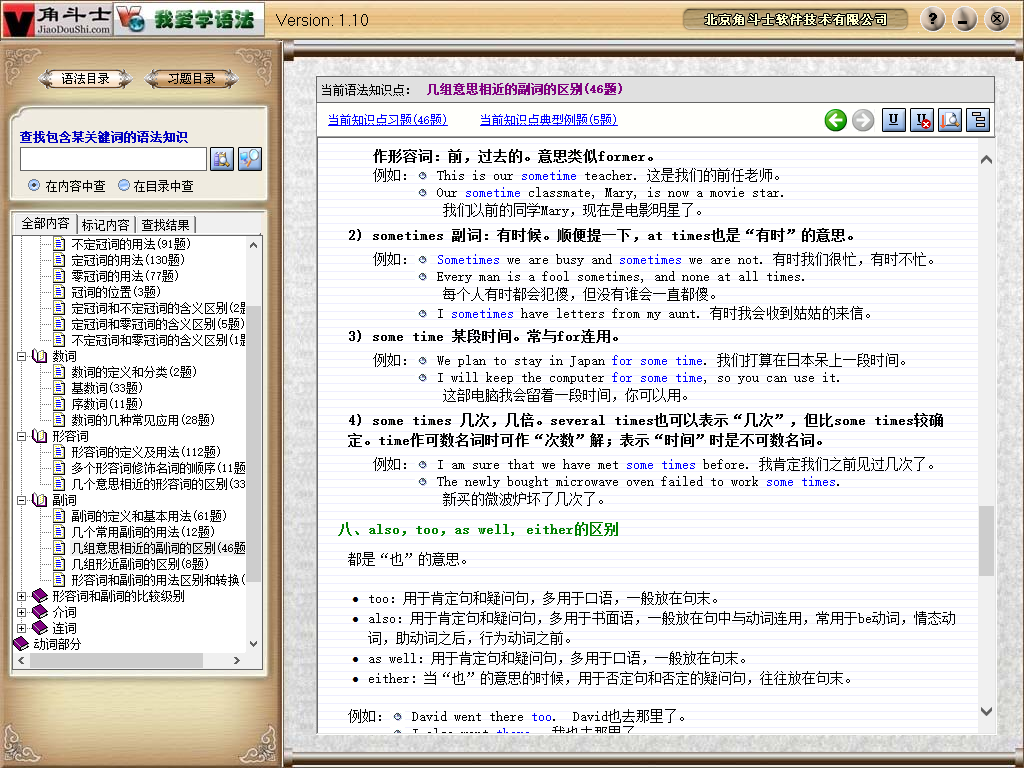 角斗士
JiaoDouShi.com
我爱学语法
Version: 1.10
北京角斗士软件技术有限公司
语法目录
习题目录
查找包含某关键词的语法知识
在内容中查
在目录中查
全部内容
标记内容
查找结果
不定冠词的用法(91题)
定冠词的用法(130题)
零冠词的用法(77题)
冠词的位置(3题)
定冠词和不定冠词的含义区别(2题
定冠词和零冠词的含义区别(5题)
不定冠词和零冠词的含义区别(1题
数词
数词的定义和分类(2题)
基数词(33题)
序数词(11题)
数词的几种常见应用(28题)
形容词
形容词的定义及用法(112题)
多个形容词修饰名词的顺序(11题
几个意思相近的形容词的区别(33
副词
副词的定义和基本用法(61题)
几个常用副词的用法(12题)
几组意思相近的副词的区别(46题
几组形近副词的区别(8题)
形容词和副词的用法区别和转换(
形容词和副词的比较级别
介词
连词
动词部分
当前语法知识点： 几组意思相近的副词的区别(46题)
当前知识点习题(46题)
当前知识点典型例题(5题)
作形容词：前，过去的。意思类似former。
例如： This is our sometime teacher. 这是我们的前任老师。
Our sometime classmate, Mary, is now a movie star.
我们以前的同学Mary，现在是电影明星了。
2) sometimes 副词：有时候。顺便提一下，at times也是“有时”的意思。
例如： Sometimes we are busy and sometimes we are not. 有时我们很忙，有时不忙。
Every man is a fool sometimes, and none at all times.
每个人有时都会犯傻，但没有谁会一直都傻。
I sometimes have letters from my aunt. 有时我会收到姑姑的来信。
3) some time 某段时间。常与for连用。
例如： We plan to stay in Japan for some time. 我们打算在日本呆上一段时间。
I will keep the computer for some time, so you can use it.
这部电脑我会留着一段时间，你可以用。
4) some times 几次，几倍。several times也可以表示“几次”，但比some times较确
定。time作可数名词时可作“次数”解；表示“时间”时是不可数名词。
例如： I am sure that we have met some times before. 我肯定我们之前见过几次了。
The newly bought microwave oven failed to work some times.
新买的微波炉坏了几次了。
八、also，too，as well, either的区别
都是“也”的意思。
too：用于肯定句和疑问句，多用于口语，一般放在句末。
also：用于肯定句和疑问句，多用于书面语，一般放在句中与动词连用，常用于be动词，情态动
词，助动词之后，行为动词之前。
as well：用于肯定句和疑问句，多用于口语，一般放在句末。
either：当“也”的意思的时候，用于否定句和否定的疑问句，往往放在句末。
例如： David went there too. David也去那里了。
I also went there. 我也去那里了